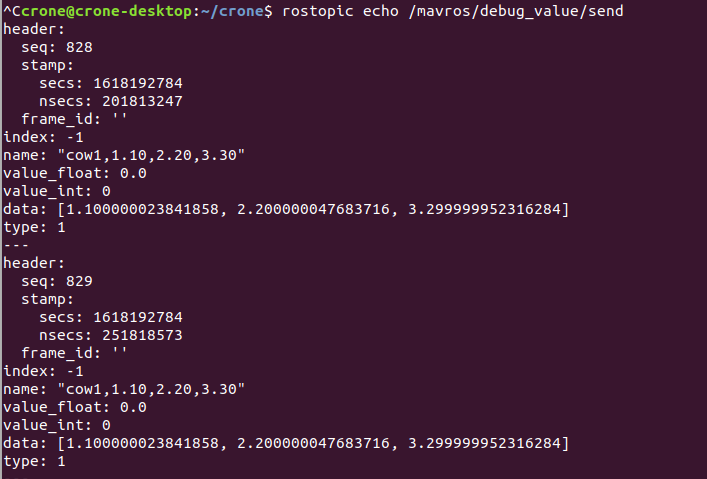 ^Ccrone@crone-desktop:~/crone$ rostopic echo /mavros/debug_value/send
header:
  seq: 828
  stamp:
    secs: 1618192784
    nsecs: 201813247
  frame_id: ''
index: -1
name: "cow1,1.10,2.20,3.30"
value_float: 0.0
value_int: 0
data: [1.100000023841858, 2.200000047683716, 3.299999952316284]
type: 1
---
header:
  seq: 829
  stamp:
    secs: 1618192784
    nsecs: 251818573
  frame_id: ''
index: -1
name: "cow1,1.10,2.20,3.30"
value_float: 0.0
value_int: 0
data: [1.100000023841858, 2.200000047683716, 3.299999952316284]
type: 1